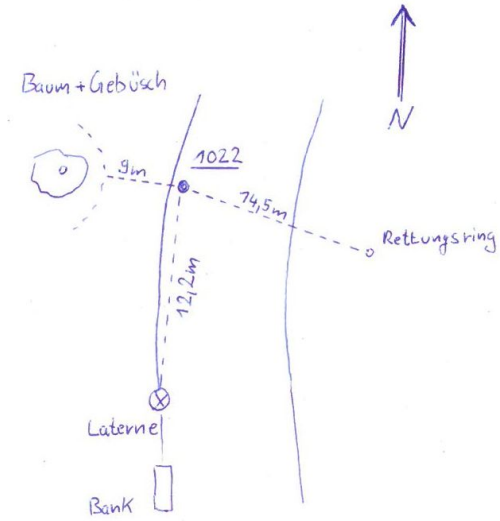 Baum + Gebüsch
N
1022
9m
14,5m
Rettungsring
12,2m
Laterne
Bank